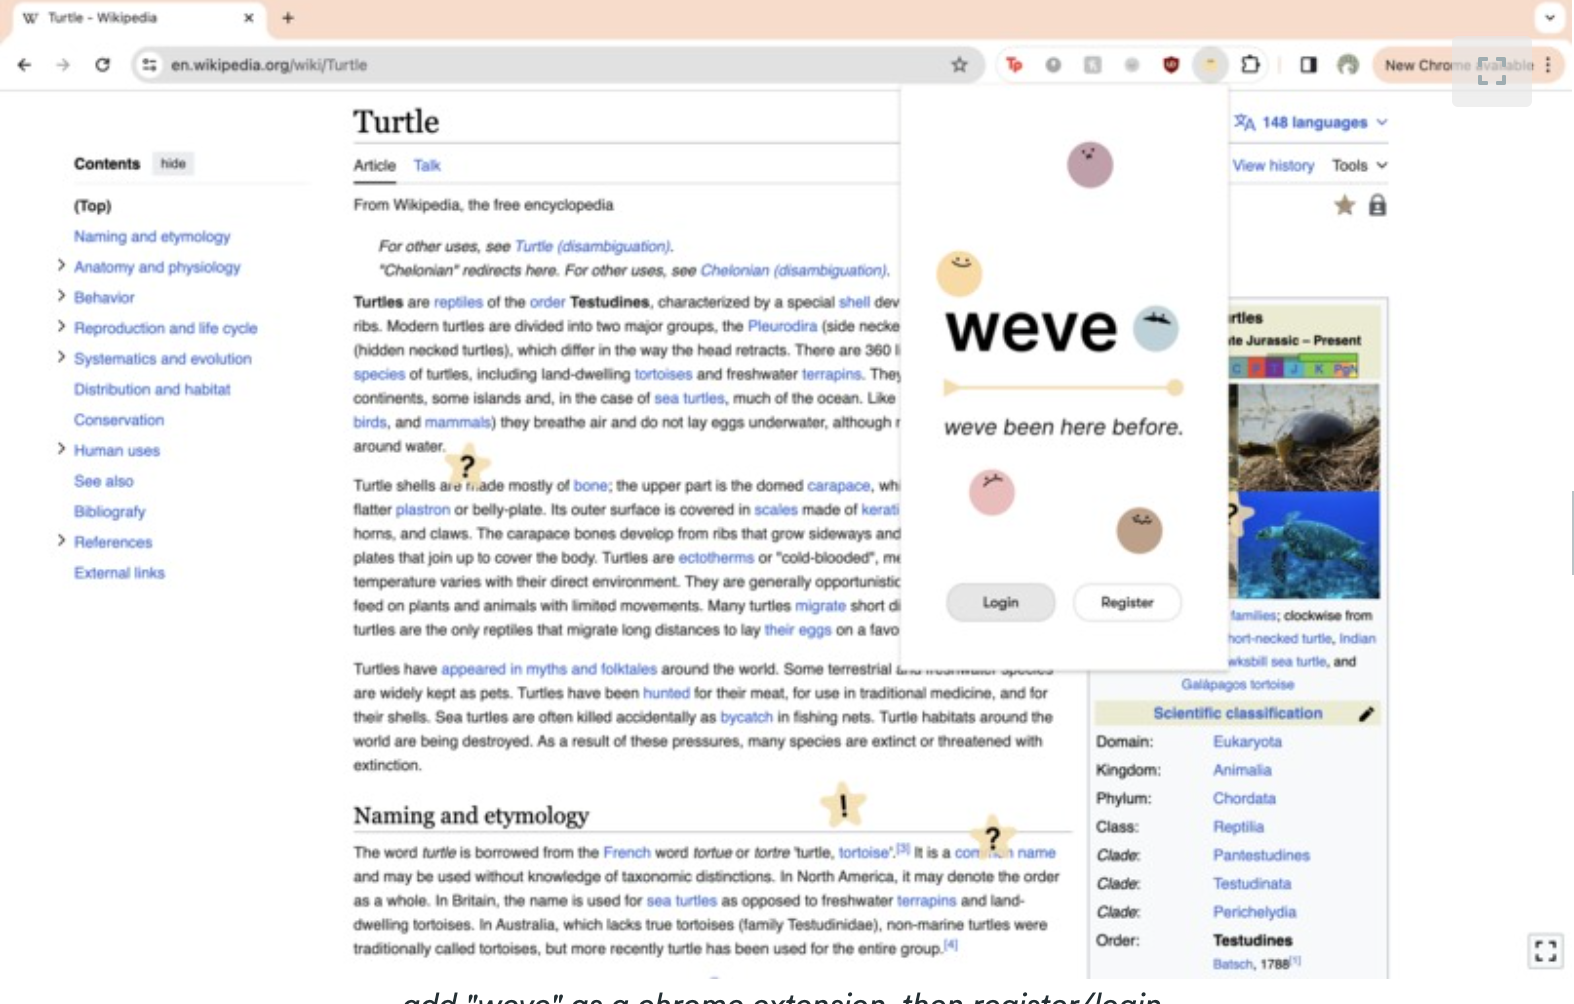 Turtle - Wikipedia
en.wikipedia.org/wiki/Turtle
Tp
New Chrome available
Turtle
148 languages
Article Talk
View history Tools
From Wikipedia, the free encyclopedia
Contents hide
(Top)
Naming and etymology
Anatomy and physiology
Behavior
Reproduction and life cycle
Systematics and evolution
Distribution and habitat
Conservation
Human uses
See also
Bibliografy
References
External links
For other uses, see Turtle (disambiguation).
"Chelonian" redirects here. For other uses, see Chelonian (disambiguation).
Turtles are reptiles of the order Testudines, characterized by a special shell dev
ribs. Modern turtles are divided into two major groups, the Pleurodira (side necke
(hidden necked turtles), which differ in the way the head retracts. There are 360 l
species of turtles, including land-dwelling tortoises and freshwater terrapins. They
continents, some islands and, in the case of sea turtles, much of the ocean. Like
birds, and mammals) they breathe air and do not lay eggs underwater, although
around water.
?
Turtle shells are made mostly of bone; the upper part is the domed carapace, wh
flatter plastron or belly-plate. Its outer surface is covered in scales made of kerati
horns, and claws. The carapace bones develop from ribs that grow sideways and
plates that join up to cover the body. Turtles are ectotherms or "cold-blooded", me
temperature varies with their direct environment. They are generally opportunistic
feed on plants and animals with limited movements. Many turtles migrate short di
turtles are the only reptiles that migrate long distances to lay their eggs on a favo
Turtles have appeared in myths and folktales around the world. Some terrestrial and freshwater species
are widely kept as pets. Turtles have been hunted for their meat, for use in traditional medicine, and for
their shells. Sea turtles are often killed accidentally as bycatch in fishing nets. Turtle habitats around the
world are being destroyed. As a result of these pressures, many species are extinct or threatened with
extinction.
Naming and etymology
!
?
The word turtle is borrowed from the French word tortue or tortre 'turtle, tortoise'.[3] It is a common name
and may be used without knowledge of taxonomic distinctions. In North America, it may denote the order
as a whole. In Britain, the name is used for sea turtles as opposed to freshwater terrapins and land-
dwelling tortoises. In Australia, which lacks true tortoises (family Testudinidae), non-marine turtles were
traditionally called tortoises, but more recently turtle has been used for the entire group.[4]
weve
weve been here before.
Login Register
rtles
te Jurassic – Present
C P T J K PgN
?
families; clockwise from
hort-necked turtle, Indian
wksbill sea turtle, and
Galápagos tortoise
Scientific classification
Domain: Eukaryota
Kingdom: Animalia
Phylum: Chordata
Class: Reptilia
Clade: Pantestudines
Clade: Testudinata
Clade: Perichelydia
Order: Testudines
Batsch, 1788[1]
add "weve" as a chrome extension, then register/login